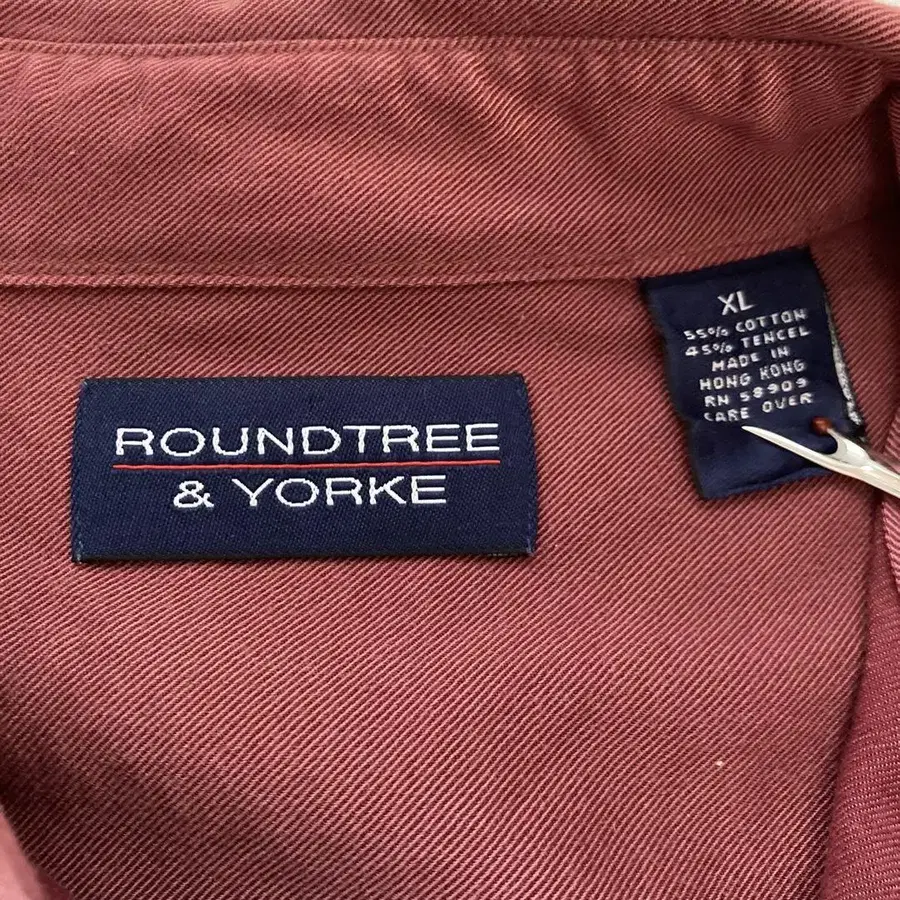 ROUNDTREE
& YORKE
XL
55% COTTON
45% TENCEL
MADE IN
HONG KONG
RN 58909
CARE OVER